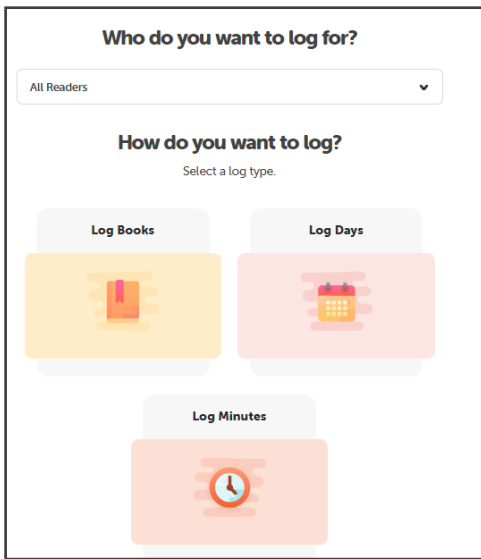 Who do you want to log for?
All Readers
How do you want to log?
Select a log type.
Log Books
Log Days
Log Minutes